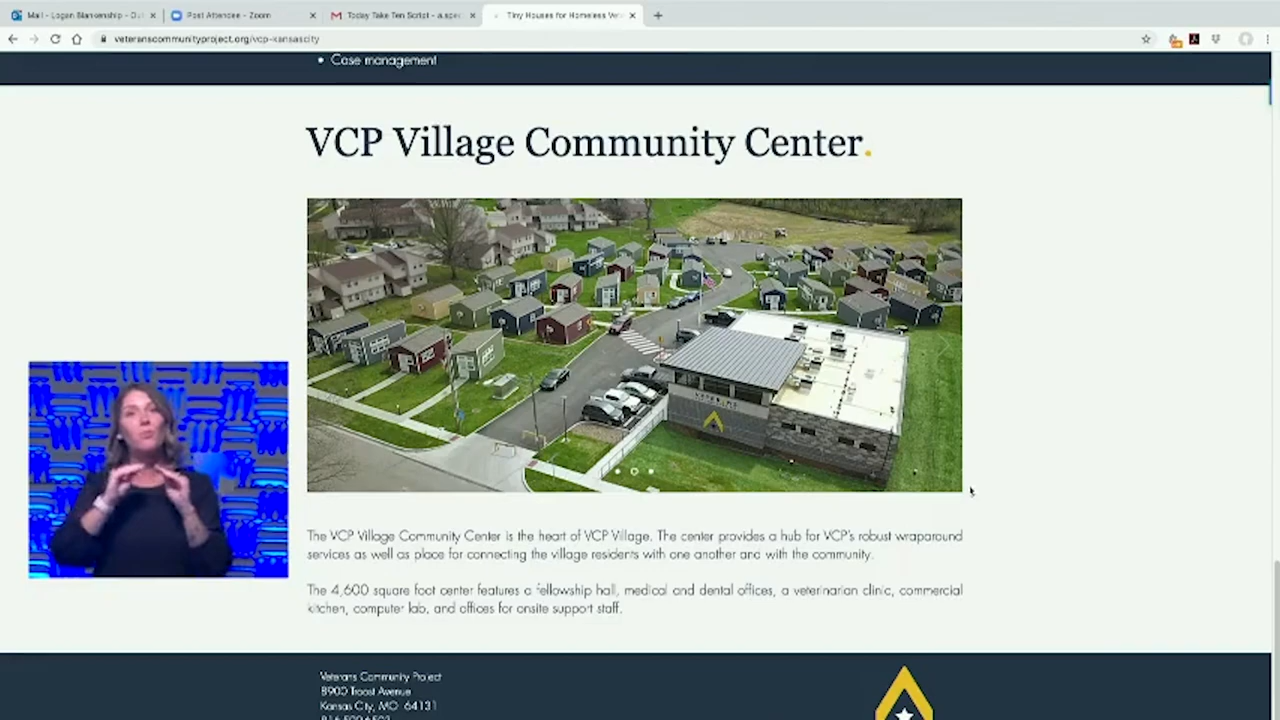 Mail - Logan Blankenship - Out
Post Attendee - Zoom
Today Take Ten Script - a.spec
Tiny Houses for Homeless Vete
veteranscommunityproject.org/vcp-kansascity
• Case management
VCP Village Community Center.
The VCP Village Community Center is the heart of VCP Village. The center provides a hub for VCP's robust wraparound
services as well as place for connecting the village residents with one another and with the community.
The 4,600 square foot center features a fellowship hall, medical and dental offices, a veterinarian clinic, commercial
kitchen, computer lab, and offices for onsite support staff.
Veterans Community Project
8900 Troost Avenue
Kansas City, MO 64131